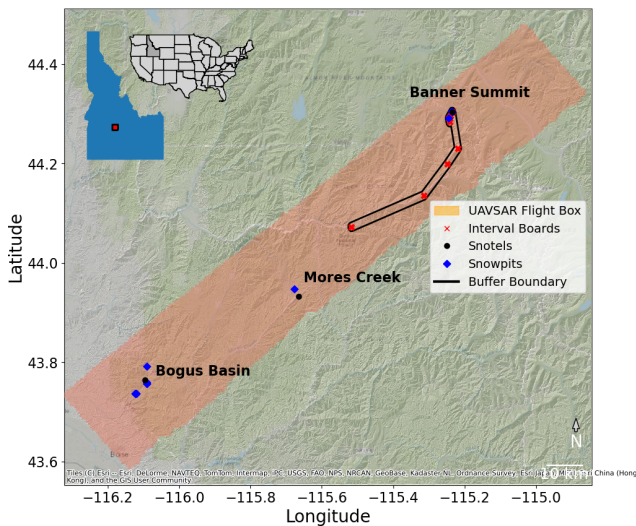 Banner Summit
Mores Creek
Bogus Basin
UAVSAR Flight Box
Interval Boards
Snotels
Snowpits
Buffer Boundary
Latitude
44.4
44.2
44.0
43.8
43.6
Boise
N
10 km
Tiles (C) Esri -- Esri, DeLorme, NAVTEQ, TomTom, Intermap, iPC, USGS, FAO, NPS, NRCAN, GeoBase, Kadaster NL, Ordnance Survey, Esri Japan, METI, Esri China (Hong
Kong), and the GIS User Community
−116.2 −116.0 −115.8 −115.6 −115.4 −115.2 −115.0
Longitude